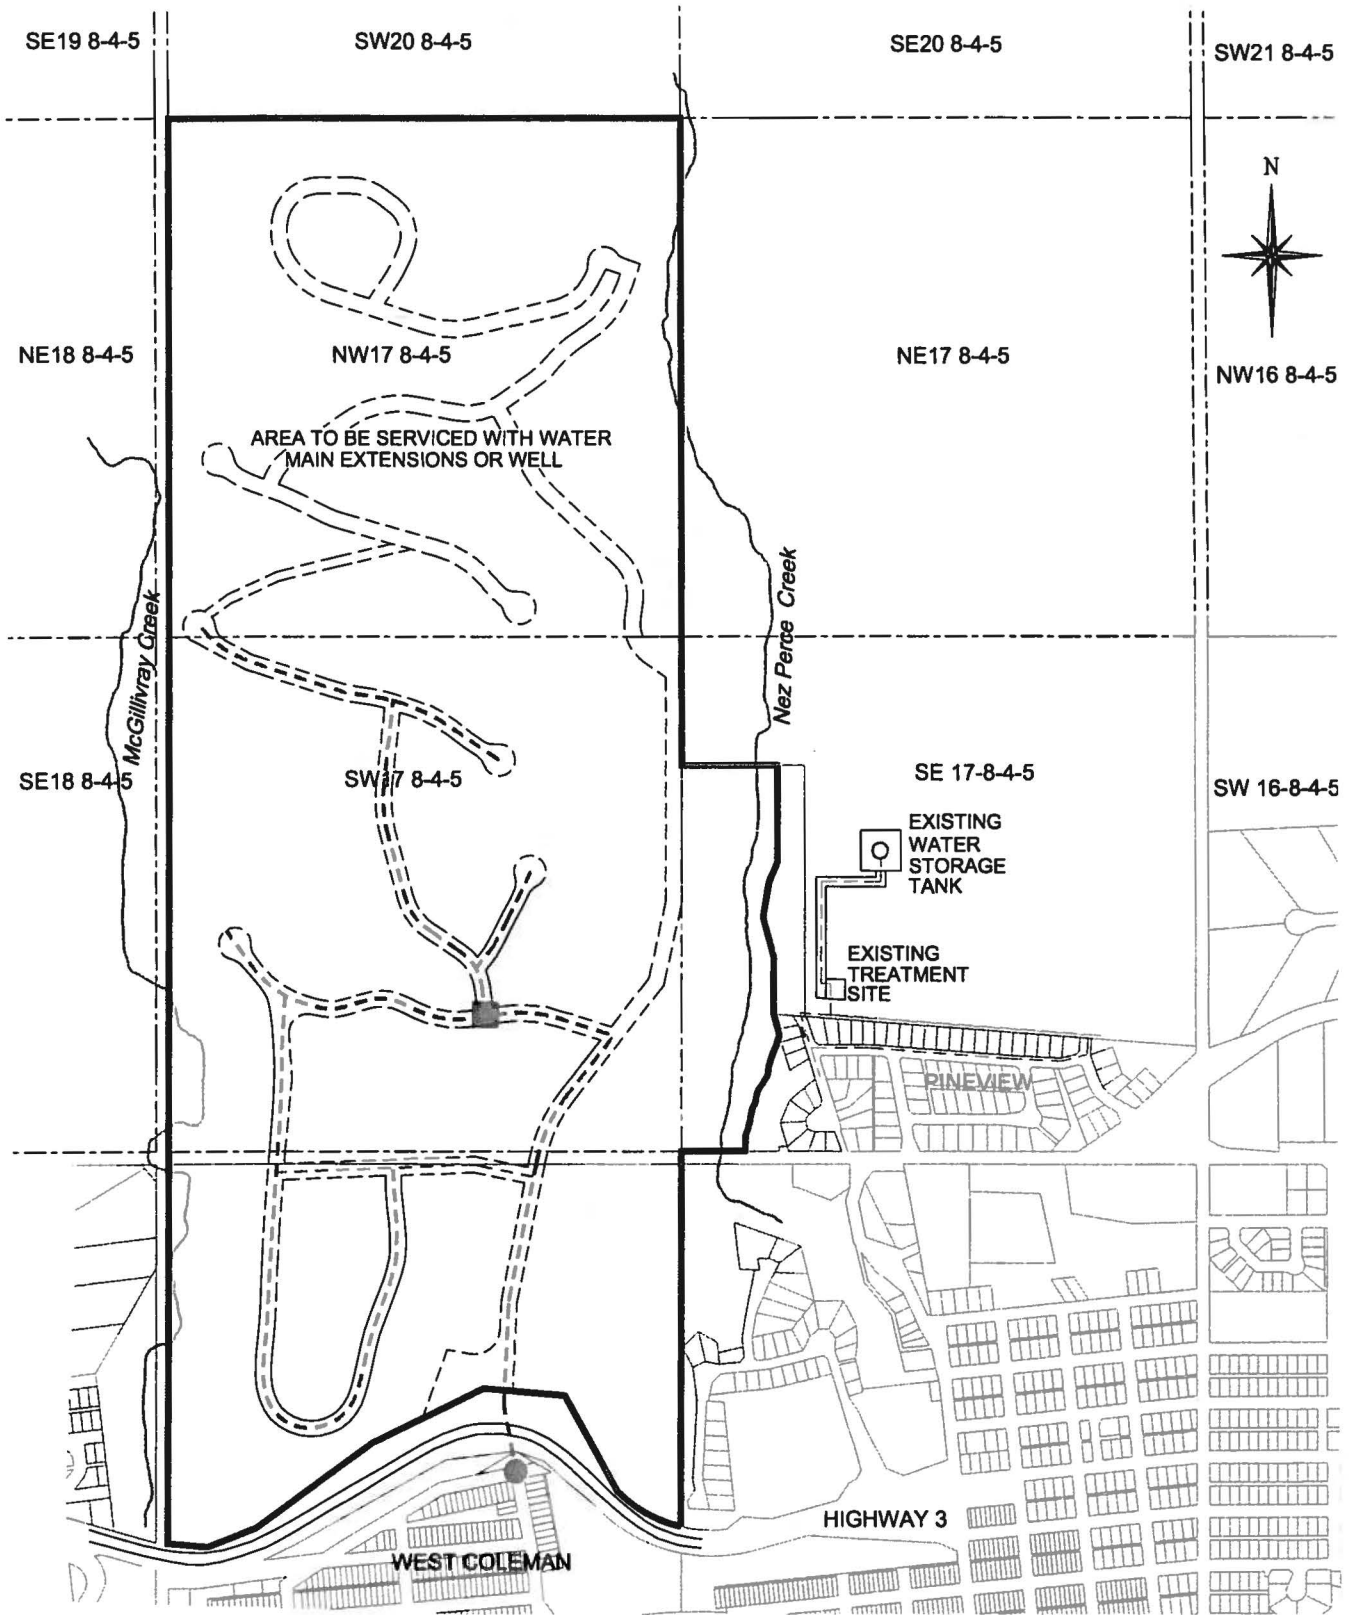 SE19 8-4-5
SW20 8-4-5
SE20 8-4-5
SW21 8-4-5
N
NE18 8-4-5
NW17 8-4-5
NE17 8-4-5
NW16 8-4-5
AREA TO BE SERVICED WITH WATER
MAIN EXTENSIONS OR WELL
McGillivray Creek
Nez Perce Creek
SE18 8-4-5
SW17 8-4-5
SE 17-8-4-5
SW 16-8-4-5
EXISTING
WATER
STORAGE
TANK
EXISTING
TREATMENT
SITE
PINEVIEW
HIGHWAY 3
WEST COLEMAN